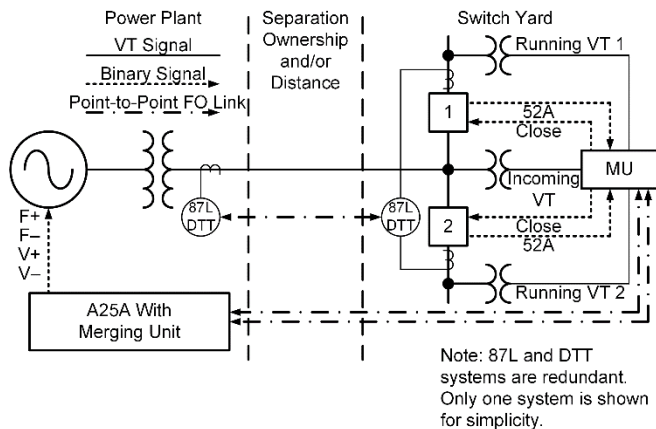 Power Plant
VT Signal
Binary Signal
Point-to-Point FO Link
Separation
Ownership
and/or
Distance
Switch Yard
Running VT 1
1
52A
Close
MU
Incoming
VT
87L
DTT
87L
DTT
2
Close
52A
Running VT 2
F+
F–
V+
V–
A25A With
Merging Unit
Note: 87L and DTT
systems are redundant.
Only one system is shown
for simplicity.